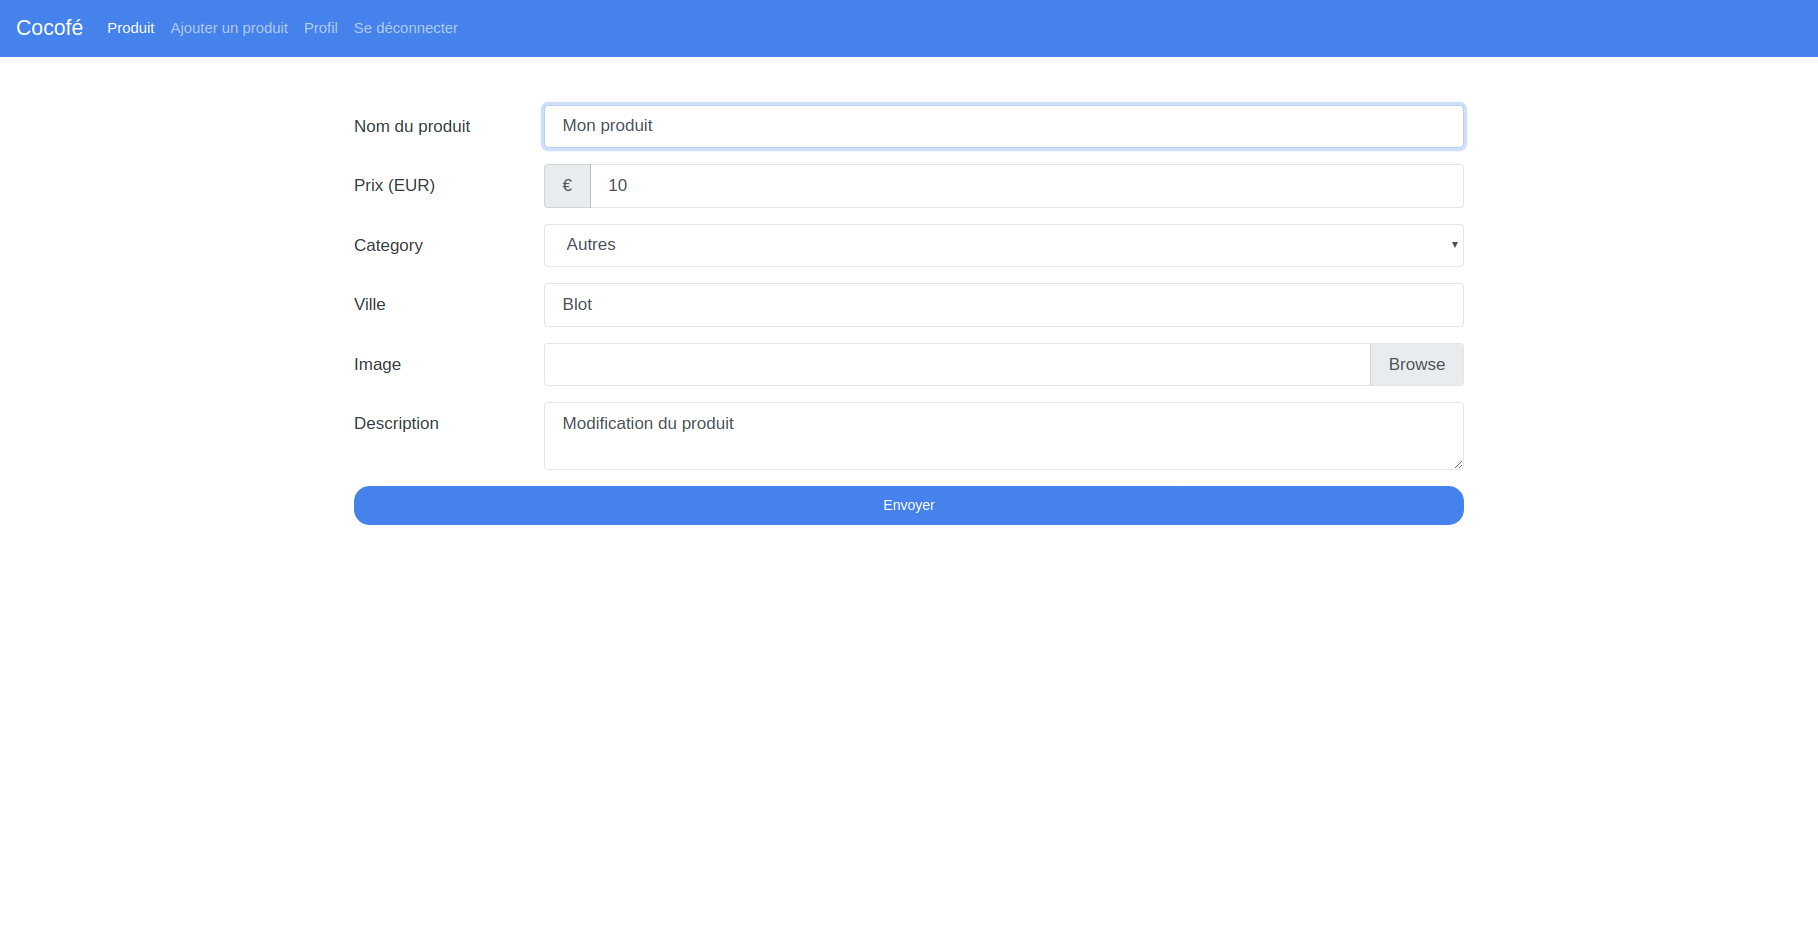 Cocofé Produit Ajouter un produit Profil Se déconnecter
Nom du produit Mon produit
Prix (EUR) € 10
Category Autres
Ville Blot
Image Browse
Description Modification du produit
Envoyer